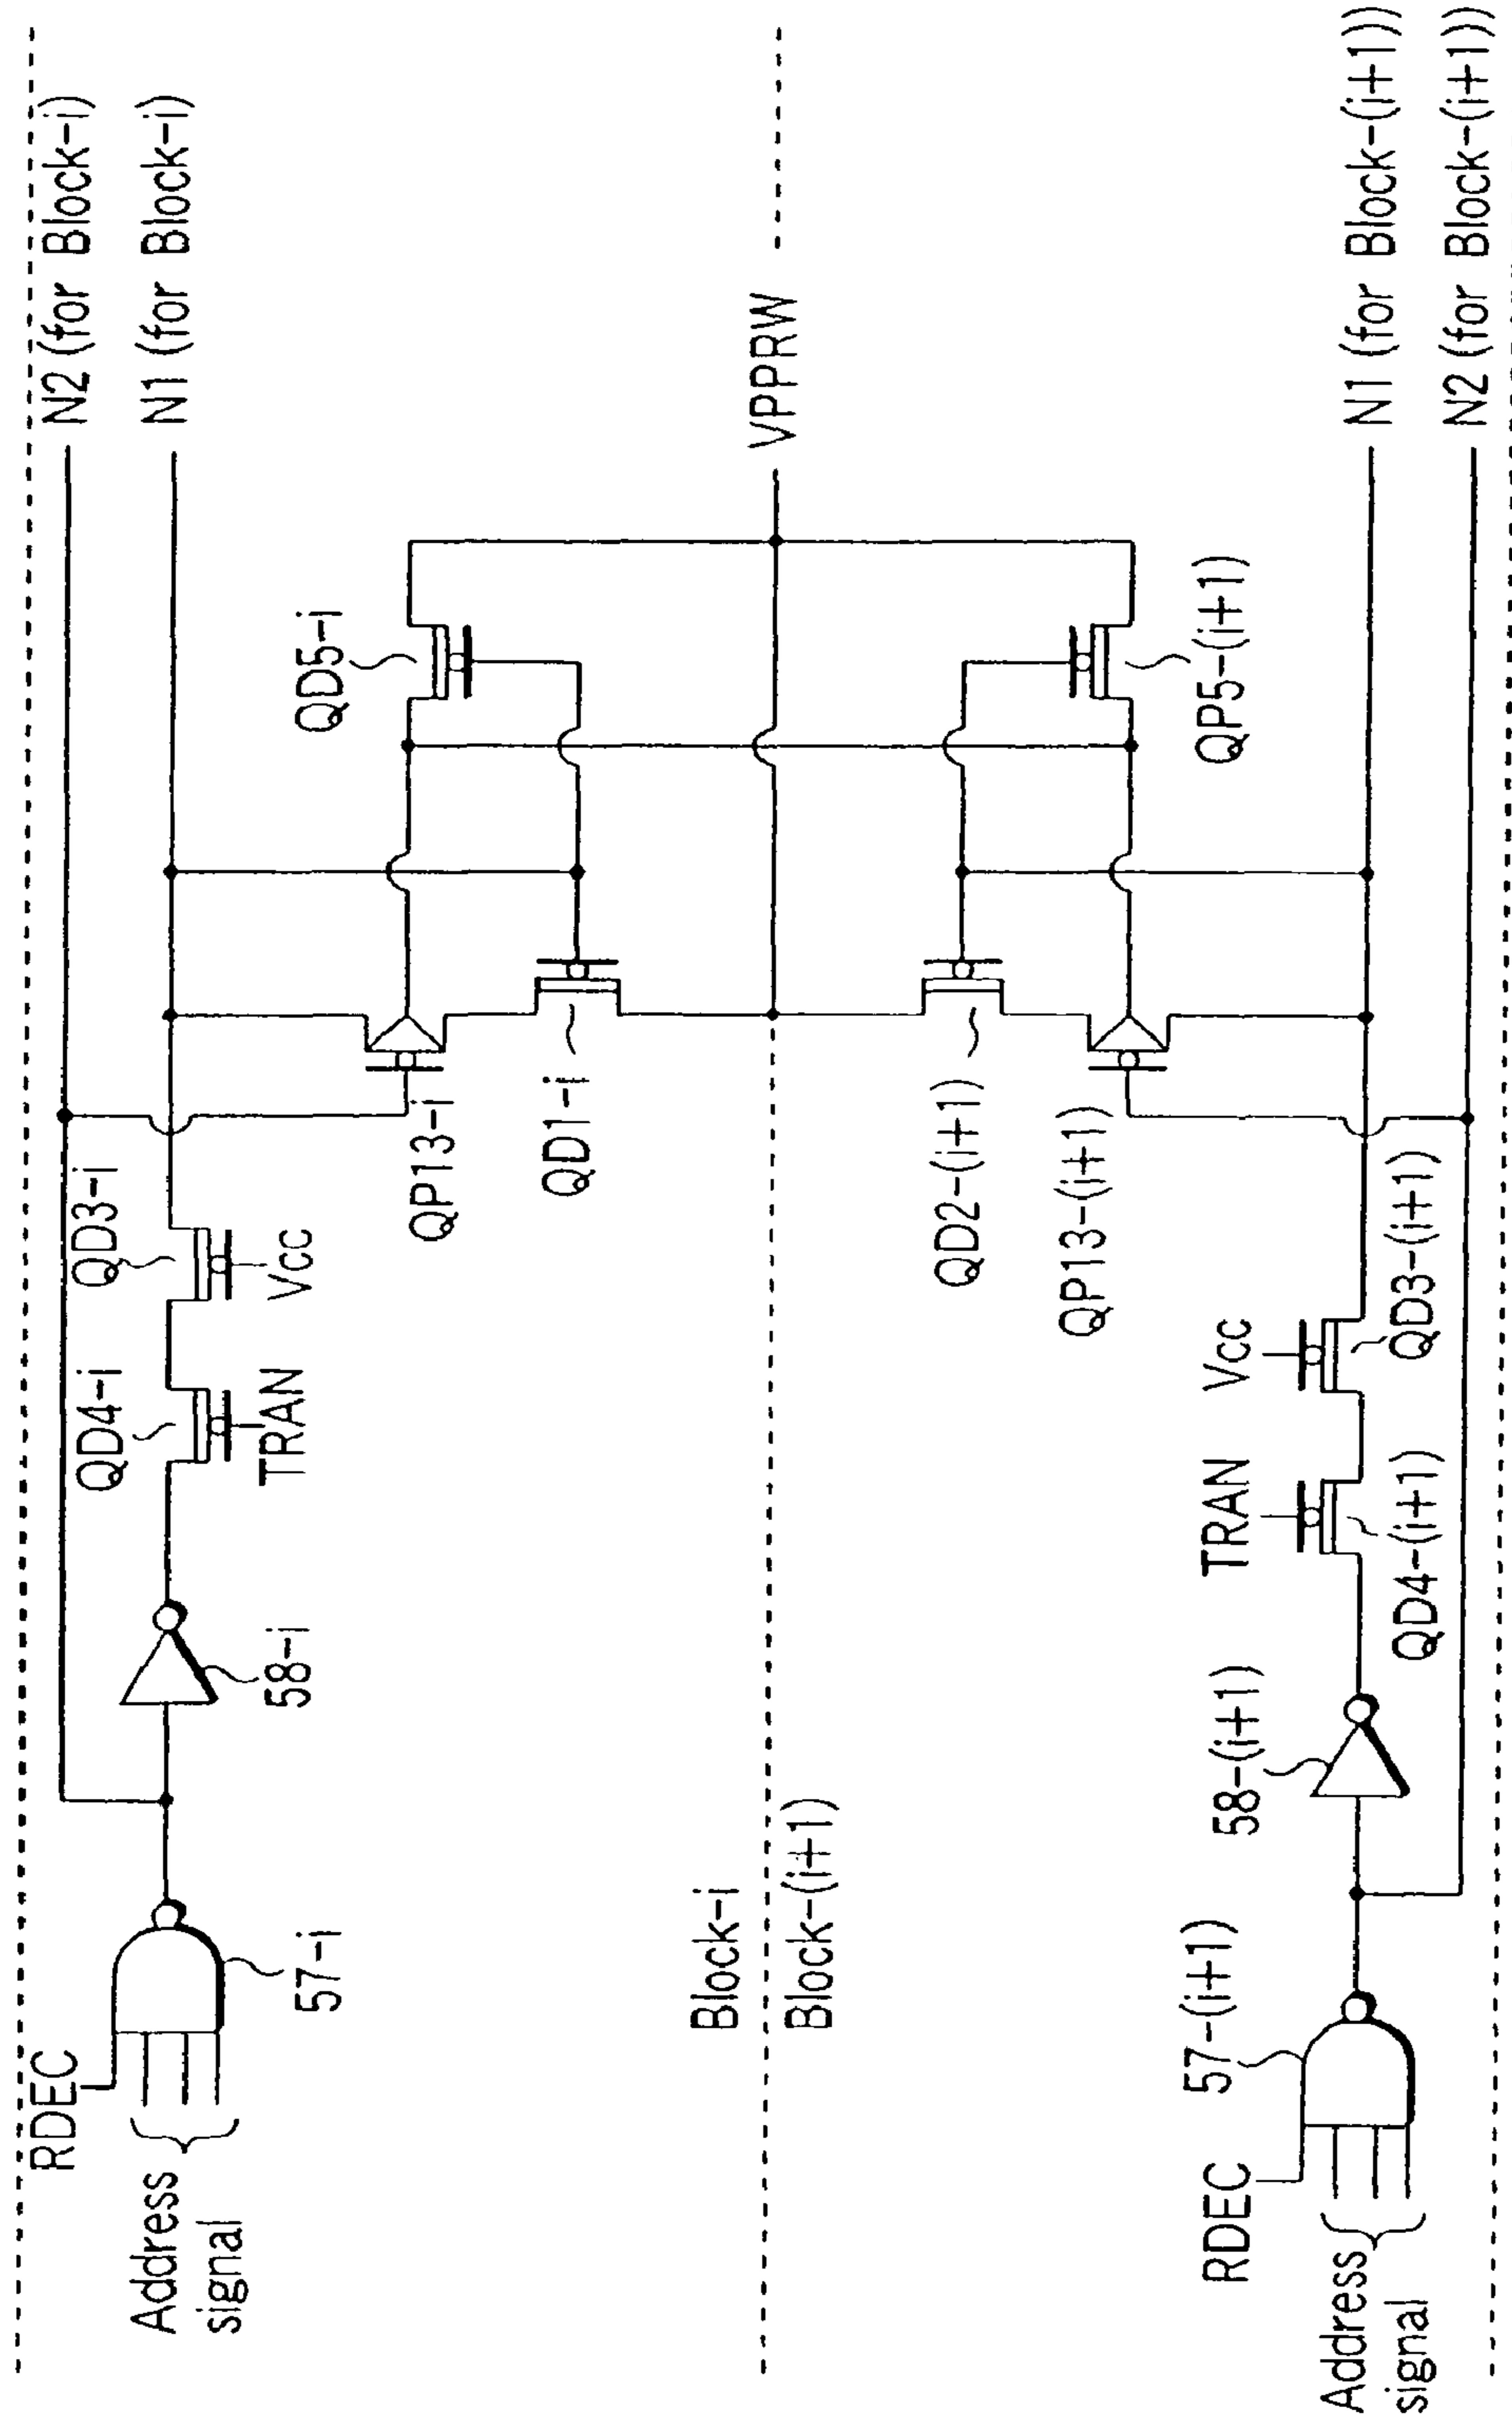 N2 (for Block-i)
N1 (for Block-i)
RDEC
Address
signal
57-i
58-i
QD4-i
TRAN
QD3-i
Vcc
QP13-i
QD1-i
QD5-i
Block-i
VPPRW
Block-(i+1)
QD2-(i+1)
QP13-(i+1)
QP5-(i+1)
RDEC
Address
signal
57-(i+1)
58-(i+1)
TRAN
QD4-(i+1)
Vcc
QD3-(i+1)
N1 (for Block-(i+1))
N2 (for Block-(i+1))